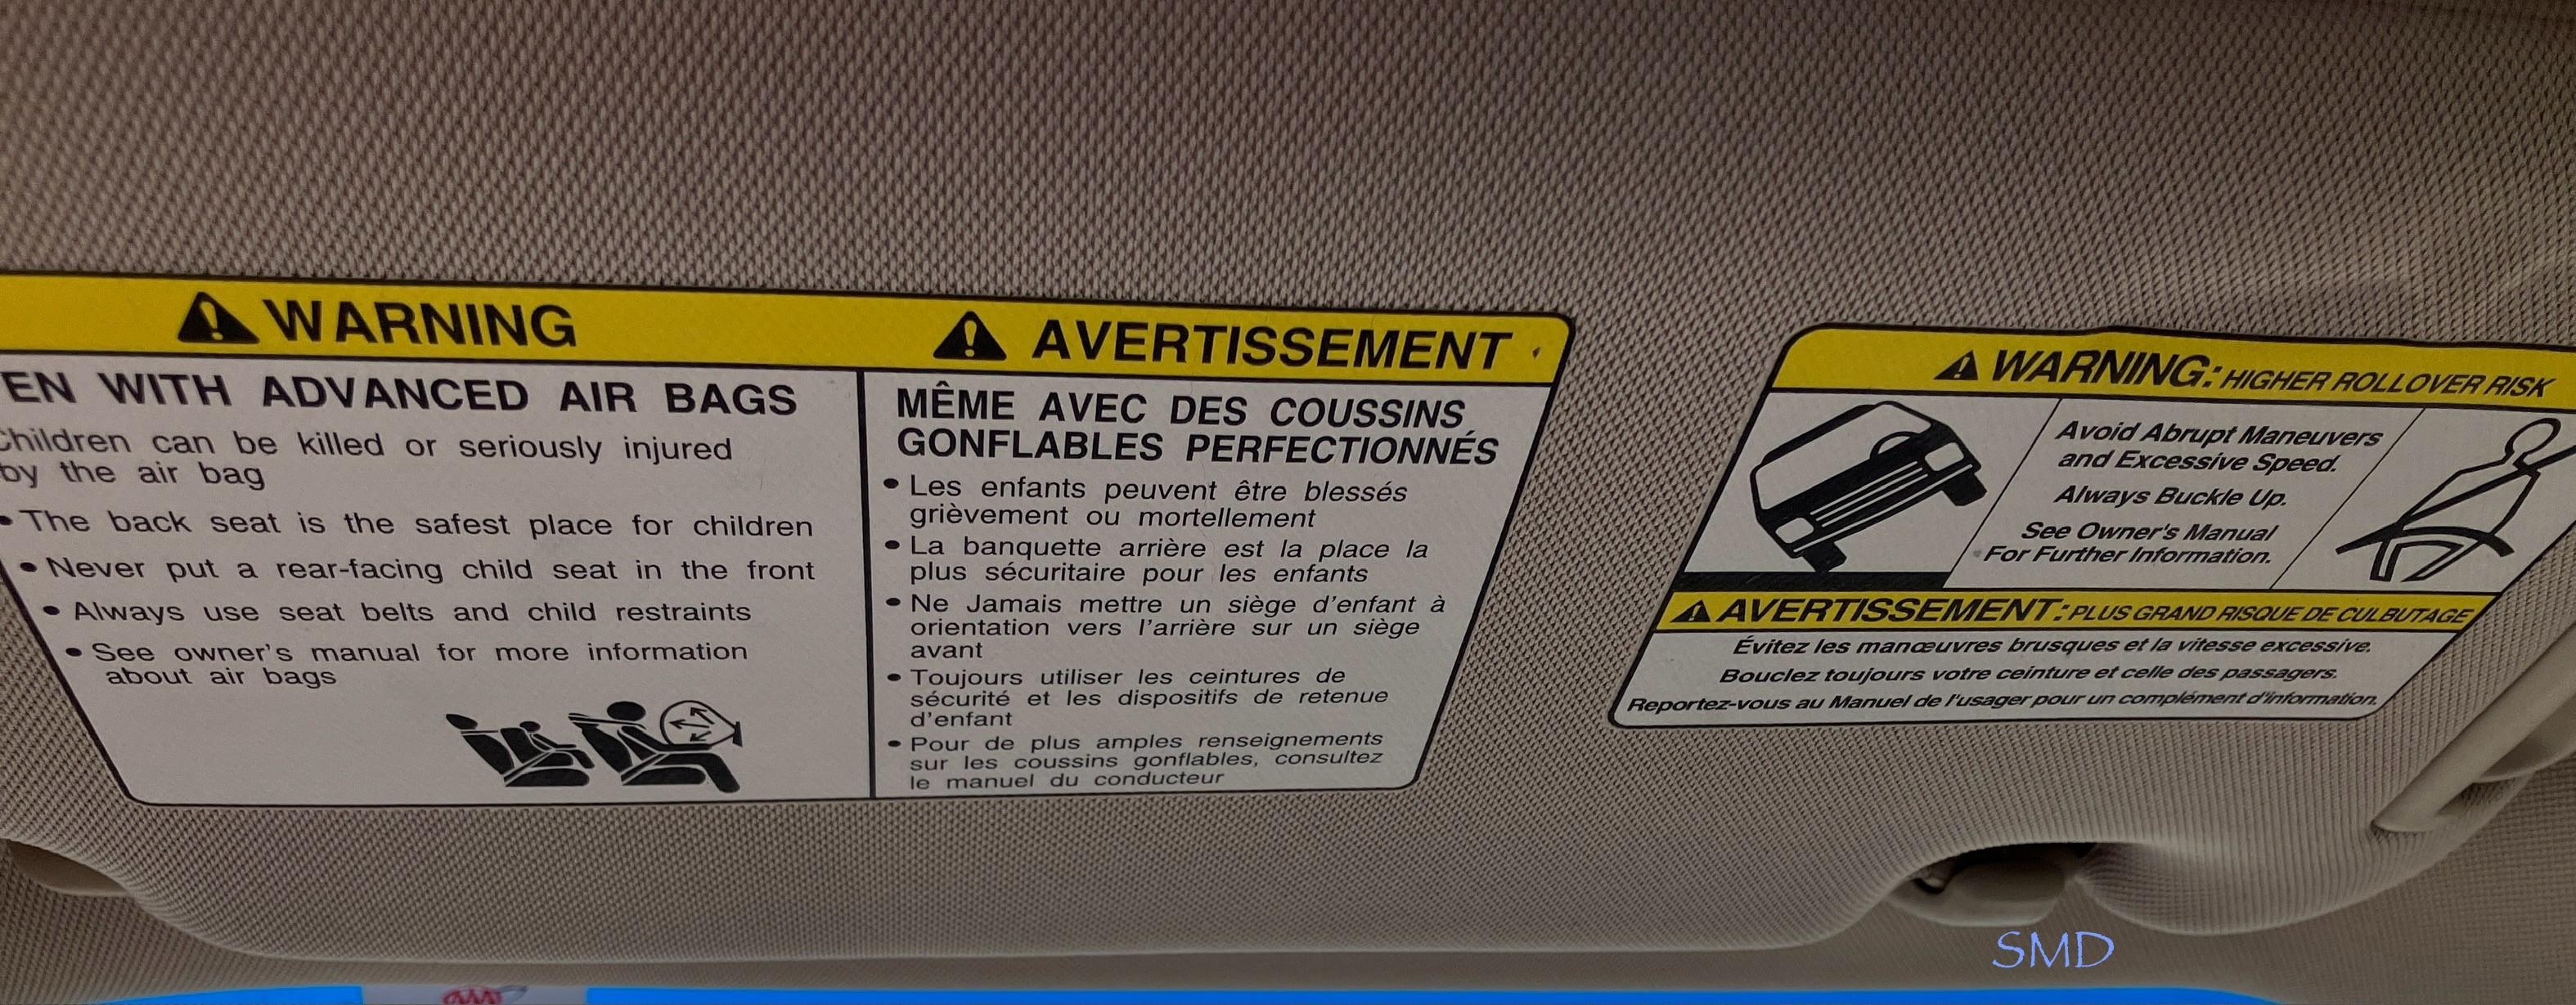 WARNING
EN WITH ADVANCED AIR BAGS
Children can be killed or seriously injured
by the air bag
• The back seat is the safest place for children
• Never put a rear-facing child seat in the front
• Always use seat belts and child restraints
• See owner's manual for more information
about air bags
AVERTISSEMENT
MÊME AVEC DES COUSSINS
GONFLABLES PERFECTIONNÉS
• Les enfants peuvent être blessés
grièvement ou mortellement
• La banquette arrière est la place la
plus sécuritaire pour les enfants
• Ne Jamais mettre un siège d'enfant à
orientation vers l'arrière sur un siège
avant
• Toujours utiliser les ceintures de
sécurité et les dispositifs de retenue
d'enfant
• Pour de plus amples renseignements
sur les coussins gonflables, consultez
le manuel du conducteur
WARNING: HIGHER ROLLOVER RISK
Avoid Abrupt Maneuvers
and Excessive Speed.
Always Buckle Up.
See Owner's Manual
For Further Information.
AVERTISSEMENT: PLUS GRAND RISQUE DE CULBUTAGE
Évitez les manœuvres brusques et la vitesse excessive.
Bouclez toujours votre ceinture et celle des passagers.
Reportez-vous au Manuel de l'usager pour un complément d'information.
SMD